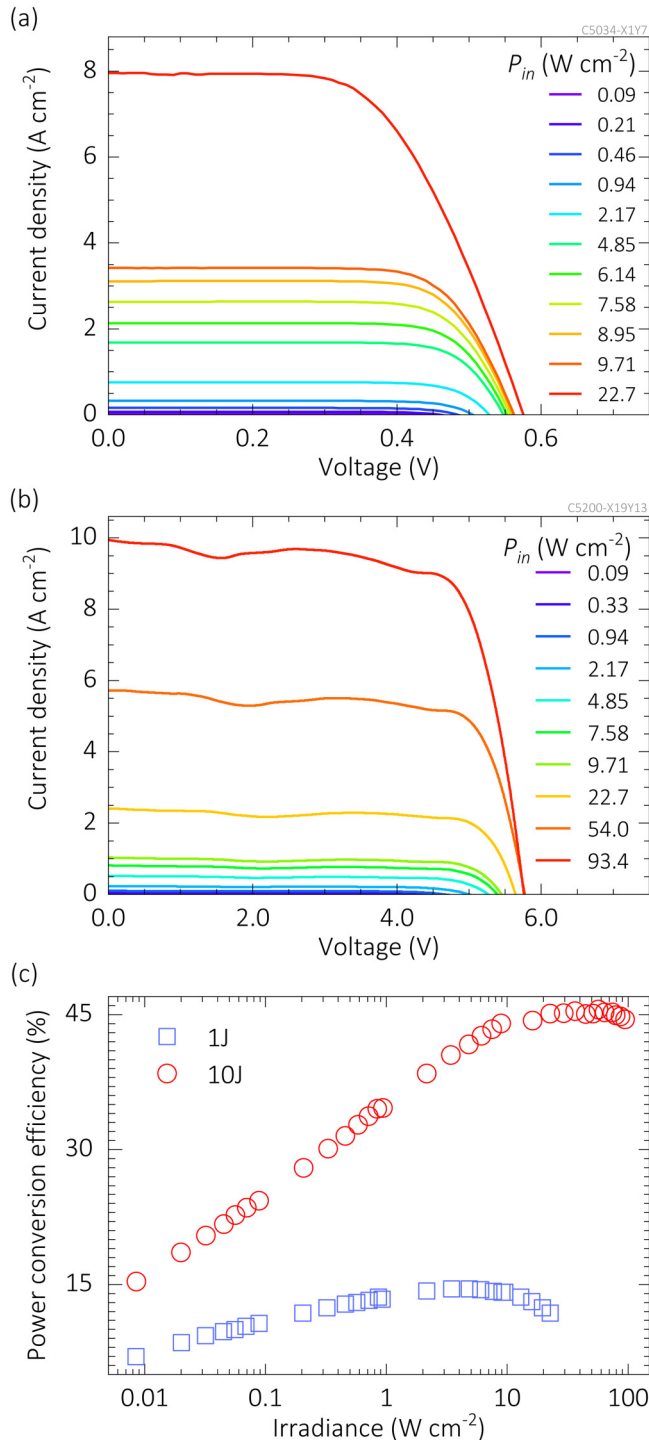 (a)
C5034-X1Y7
P_in (W cm⁻²)
0.09
0.21
0.46
0.94
2.17
4.85
6.14
7.58
8.95
9.71
22.7
Current density (A cm⁻²)
8
6
4
2
0
0.0 0.2 0.4 0.6
Voltage (V)
(b)
C5200-X19Y13
P_in (W cm⁻²)
0.09
0.33
0.94
2.17
4.85
7.58
9.71
22.7
54.0
93.4
Current density (A cm⁻²)
10
8
6
4
2
0
0.0 2.0 4.0 6.0
Voltage (V)
(c)
Power conversion efficiency (%)
45
30
15
1J
10J
0.01 0.1 1 10 100
Irradiance (W cm⁻²)